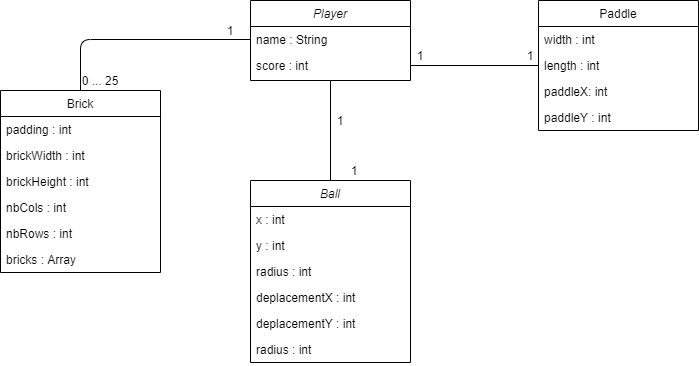 Player
name : String
score : int
1
0 ... 25
Brick
padding : int
brickWidth : int
brickHeight : int
nbCols : int
nbRows : int
bricks : Array
1
1
Paddle
width : int
length : int
paddleX: int
paddleY : int
1
1
Ball
x : int
y : int
radius : int
deplacementX : int
deplacementY : int
radius : int